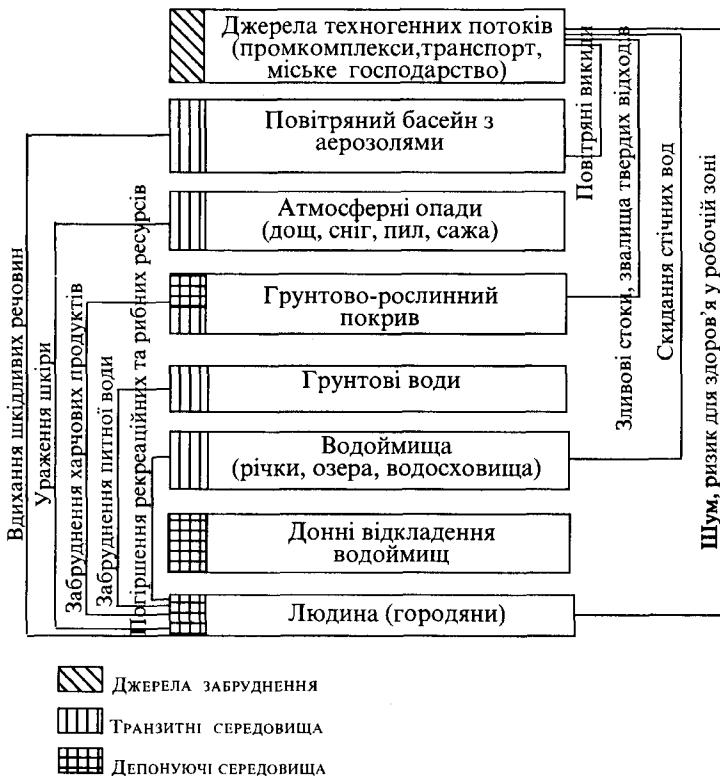 Джерела техногенних потоків
(промкомплекси,транспорт,
міське господарство)
Повітряний басейн з
аерозолями
Атмосферні опади
(дощ, сніг, пил, сажа)
Грунтово-рослинний
покрив
Грунтові води
Водоймища
(річки, озера, водосховища)
Донні відкладення
водоймищ
Людина (городяни)
Вдихання шкідливих речовин
Ураження шкіри
Забруднення харчових продуктів
Забруднення питної води
Погіршення рекреаційних та рибних ресурсів
Повітряні викиди
Зливові стоки, звалища твердих відходів
Скидання стічних вод
Шум, ризик для здоров'я у робочій зоні
Джерела забруднення
Транзитні середовища
Депонуючі середовища